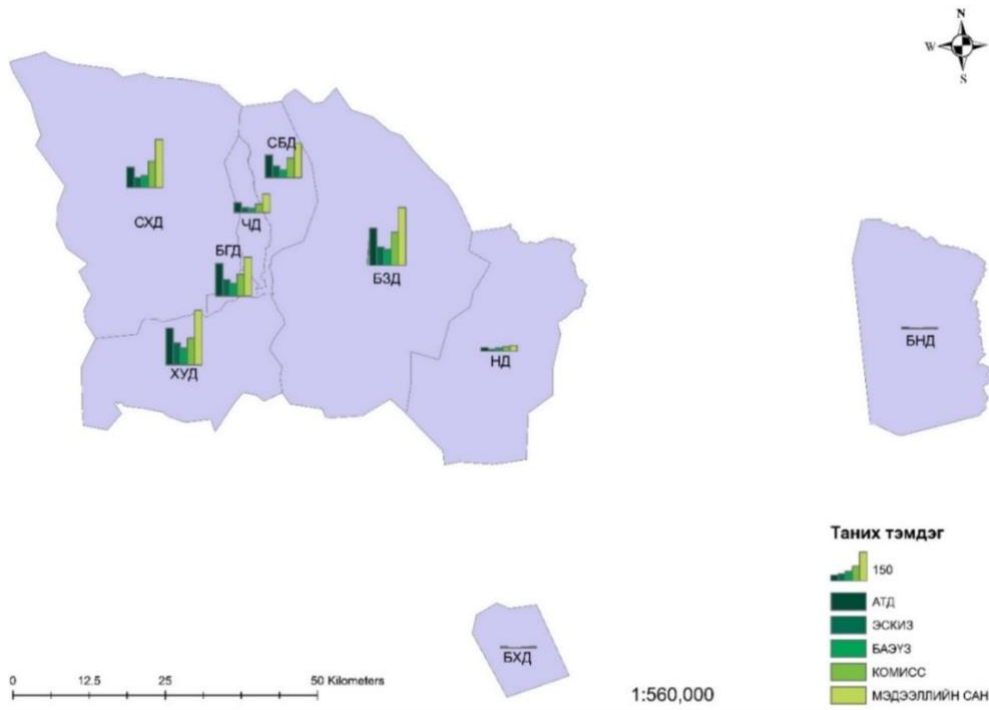 N
W
S
СБД
СХД
ЧД
БГД
БЗД
БНД
НД
ХУД
Таних тэмдэг
150
АТД
ЭСКИЗ
БАЭҮЗ
КОМИСС
МЭДЭЭЛЛИЙН САН
БХД
0 12.5 25 50 Kilometers
1:560,000